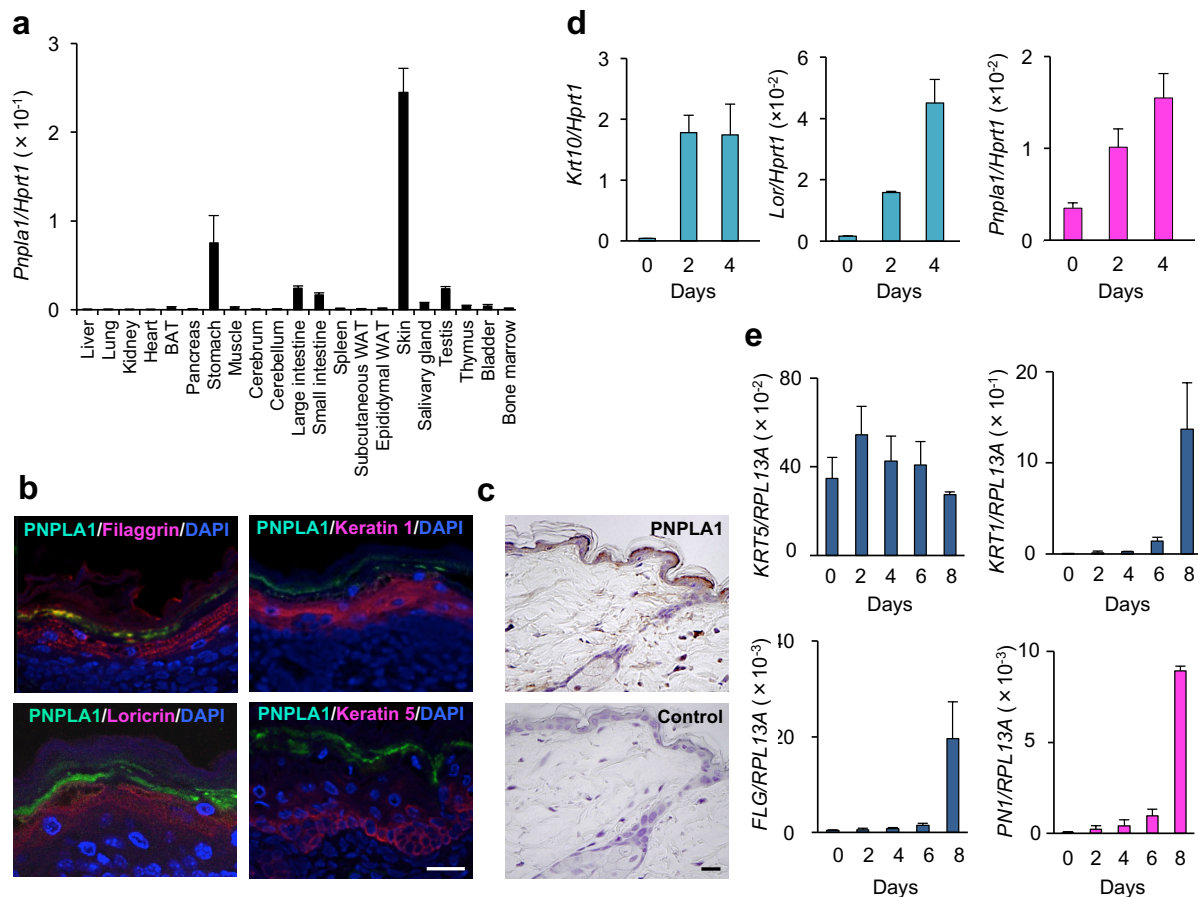 a
Pnpla1/Hprt1 ( × 10-1)
3
2
1
0
Liver
Lung
Kidney
Heart
BAT
Pancreas
Stomach
Muscle
Cerebrum
Cerebellum
Large intestine
Small intestine
Spleen
Subcutaneous WAT
Epididymal WAT
Skin
Salivary gland
Testis
Thymus
Bladder
Bone marrow
b
PNPLA1/Filaggrin/DAPI
PNPLA1/Keratin 1/DAPI
PNPLA1/Loricrin/DAPI
PNPLA1/Keratin 5/DAPI
c
PNPLA1
Control
d
Krt10/Hprt1
3
2
1
0
0 2 4
Days
Lor/Hprt1 (×10-2)
6
4
2
0
0 2 4
Days
Pnpla1/Hprt1 (×10-2)
2
1
0
0 2 4
Days
e
KRT5/RPL13A ( × 10-2)
80
40
0
0 2 4 6 8
Days
KRT1/RPL13A ( × 10-1)
20
10
0
0 2 4 6 8
Days
FLG/RPL13A ( × 10-3)
40
20
0
0 2 4 6 8
Days
PN1/RPL13A ( × 10-3)
10
5
0
0 2 4 6 8
Days